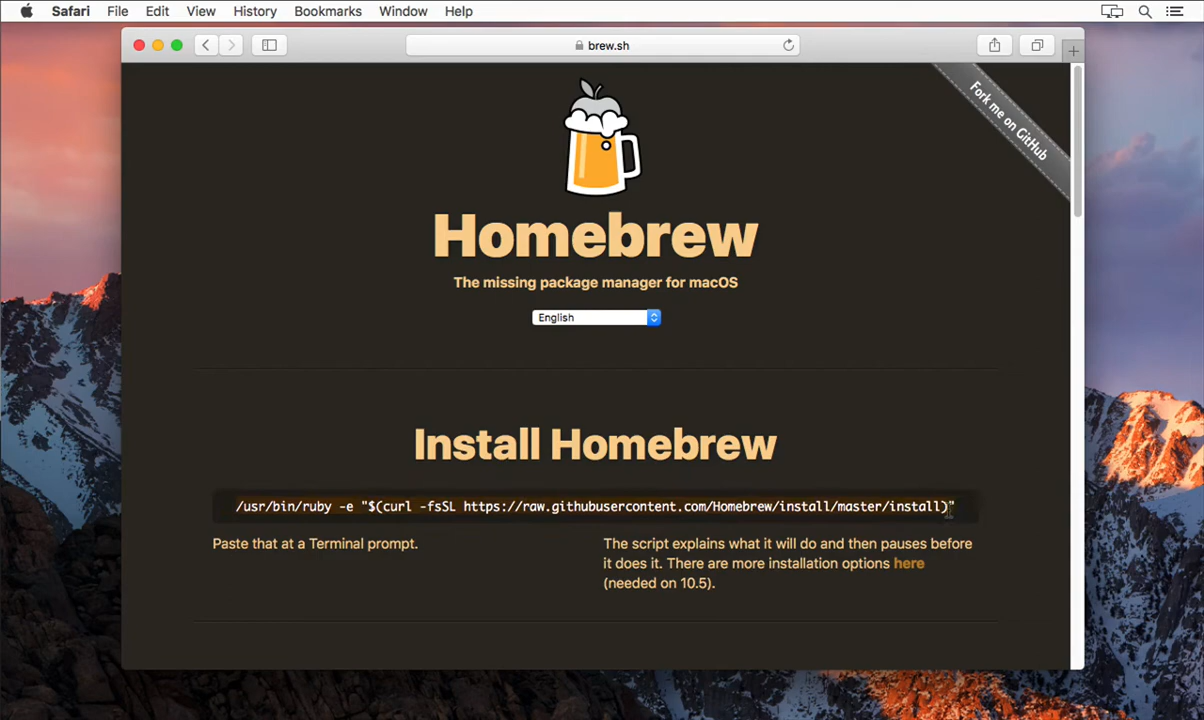 Safari File Edit View History Bookmarks Window Help
brew.sh
Fork me on GitHub
Homebrew
The missing package manager for macOS
English
Install Homebrew
/usr/bin/ruby -e "$(curl -fsSL https://raw.githubusercontent.com/Homebrew/install/master/install)"
Paste that at a Terminal prompt.
The script explains what it will do and then pauses before
it does it. There are more installation options here
(needed on 10.5).